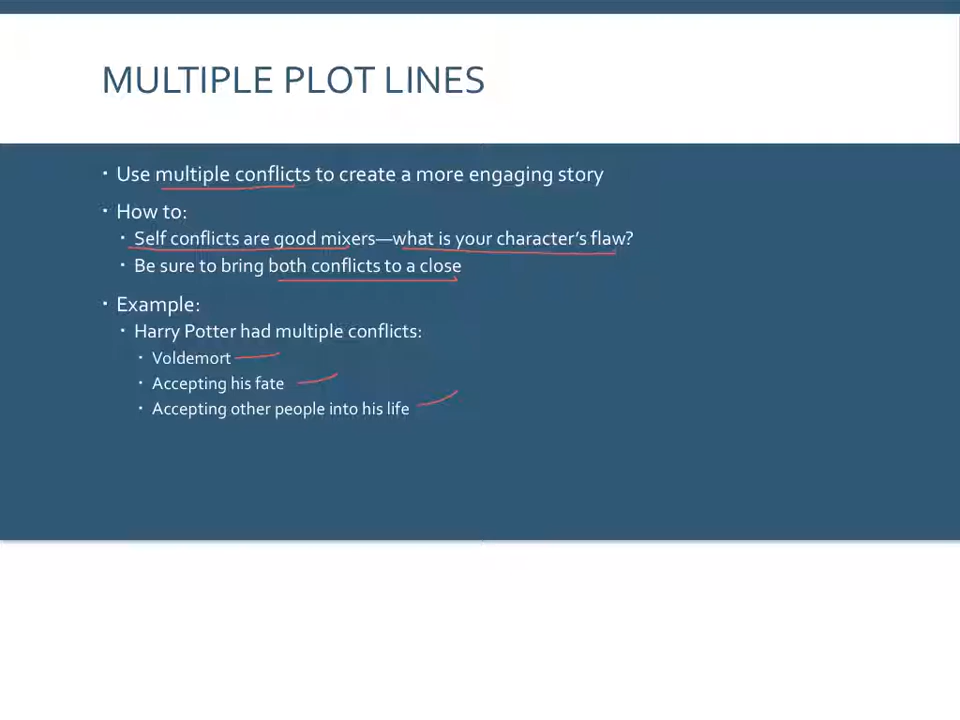 MULTIPLE PLOT LINES
· Use multiple conflicts to create a more engaging story
· How to:
· Self conflicts are good mixers—what is your character’s flaw?
· Be sure to bring both conflicts to a close
· Example:
· Harry Potter had multiple conflicts:
· Voldemort
· Accepting his fate
· Accepting other people into his life